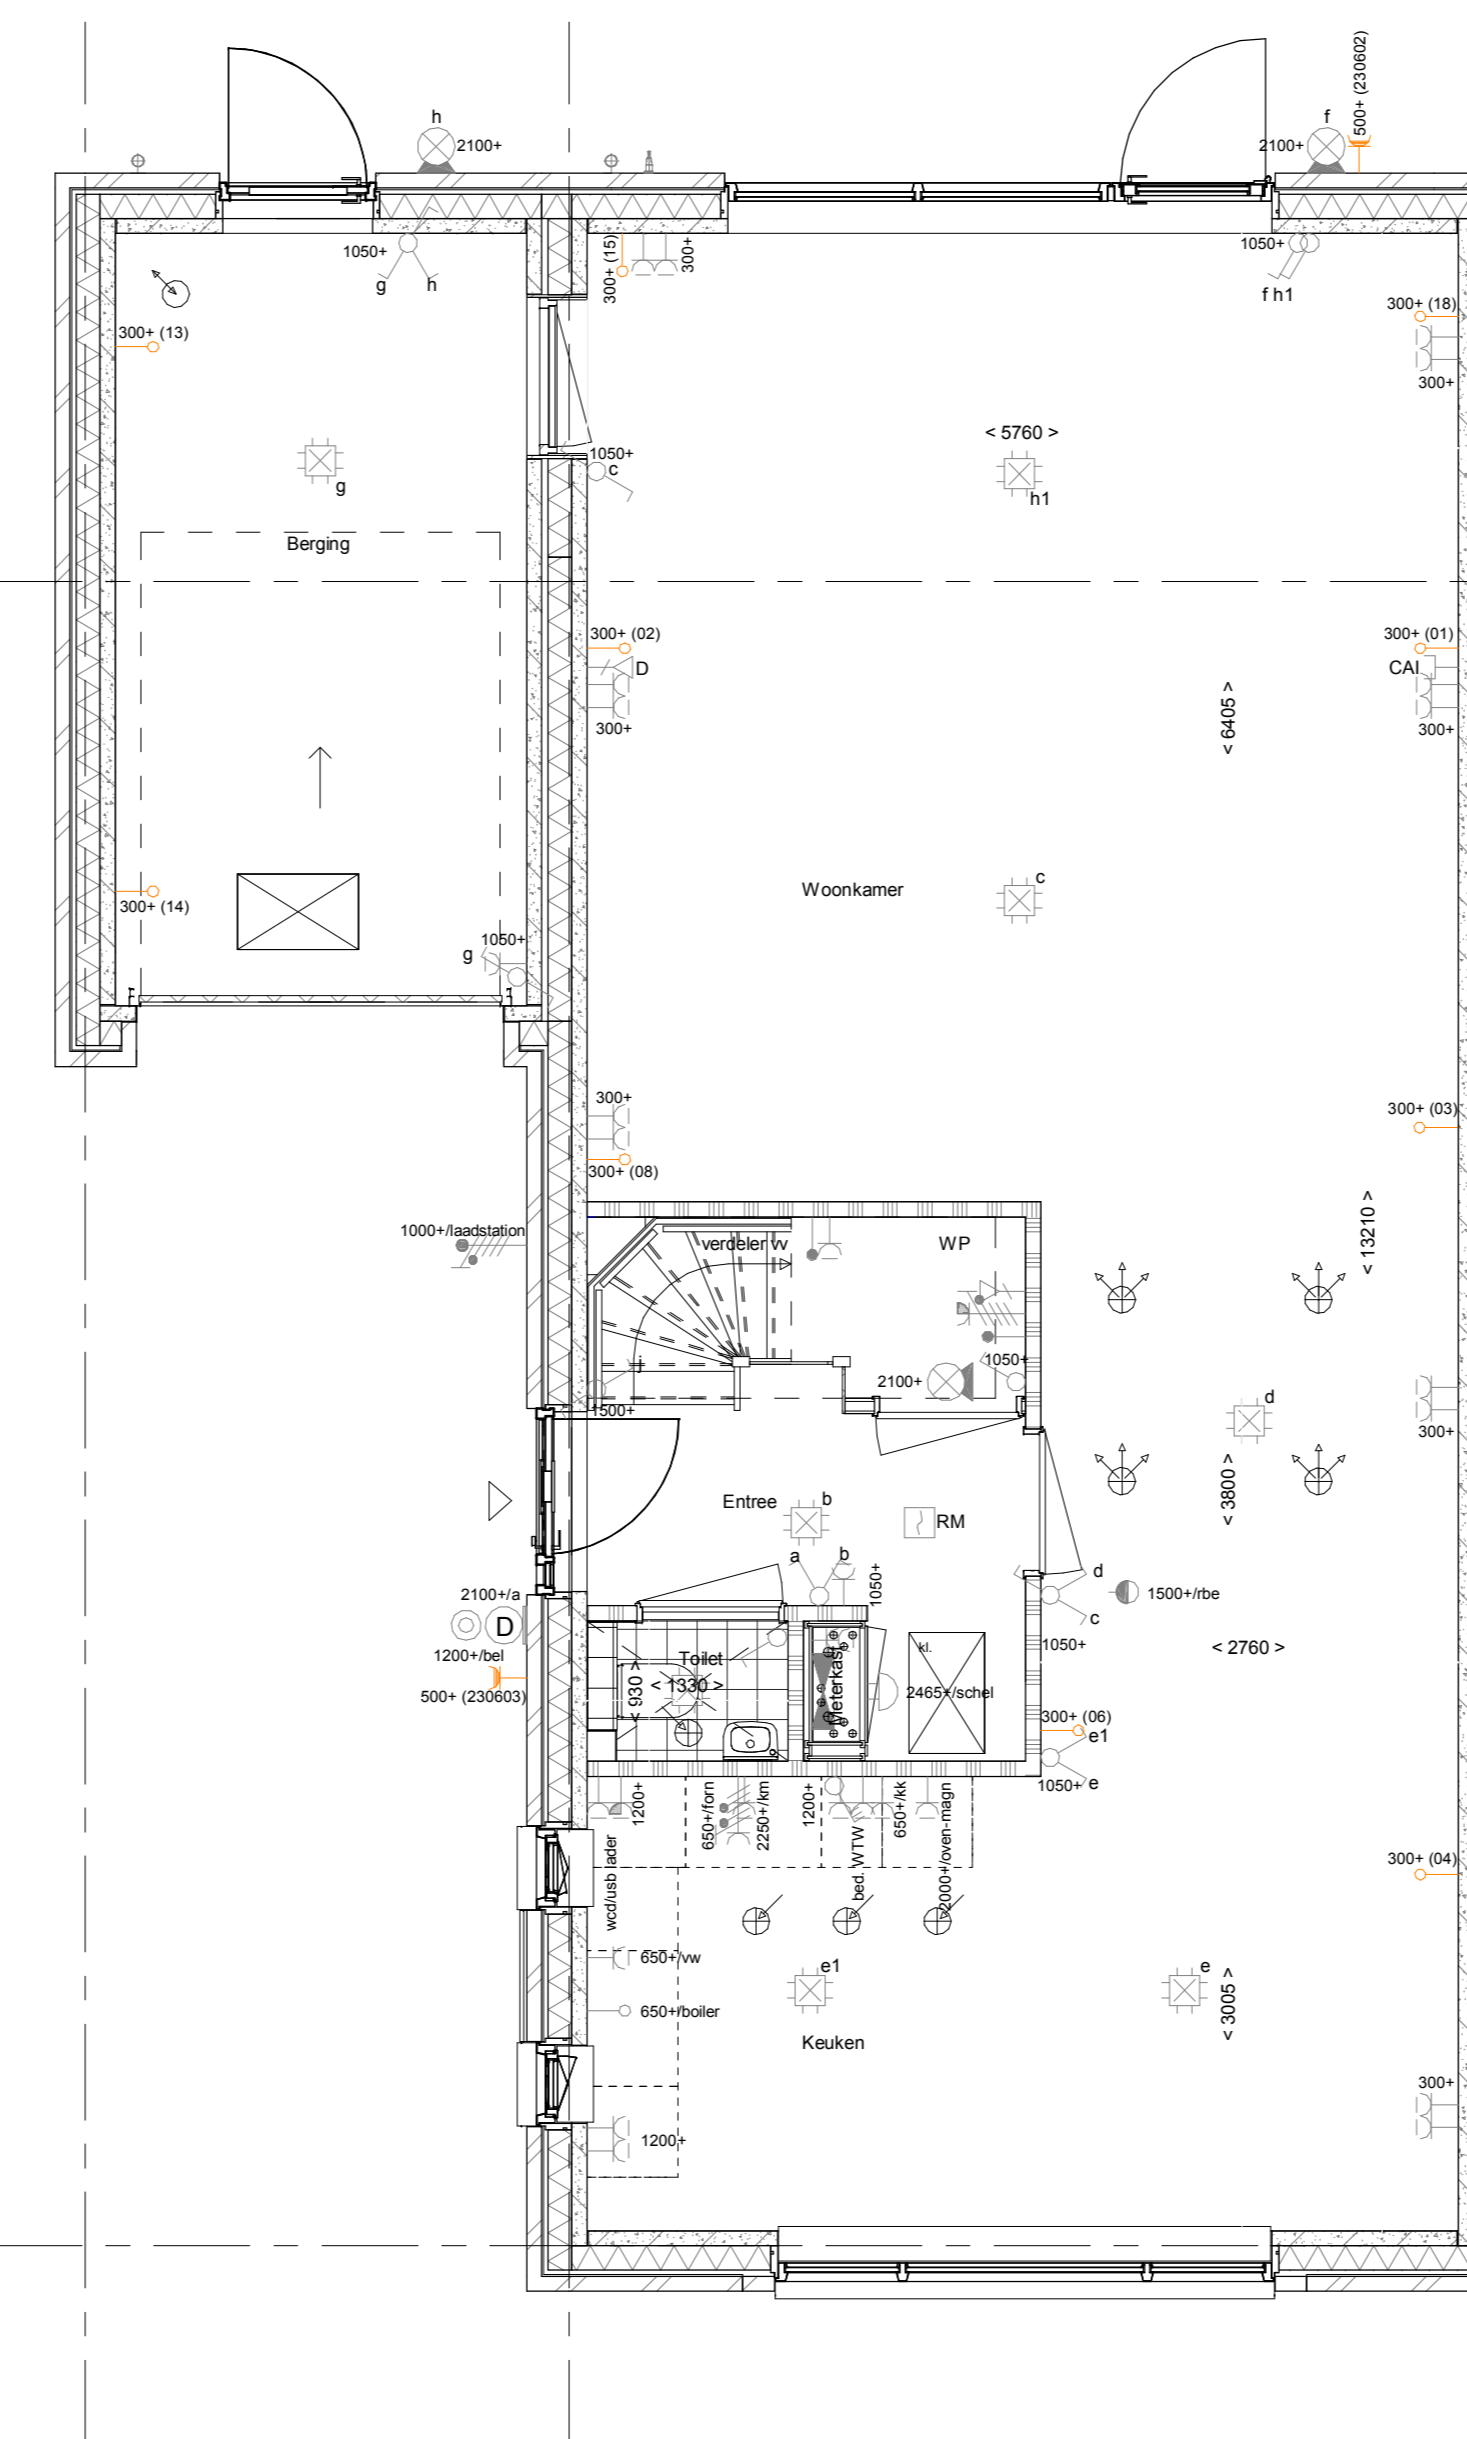 500+ (230602)
h
2100+
f
2100+
1050+
g
h
300+ (15)
300+
1050+
f h1
300+ (13)
300+ (18)
300+
< 5760 >
1050+
c
g
h1
Berging
300+ (02)
D
300+
300+ (01)
CAI
300+
< 6405 >
Woonkamer
c
300+ (14)
1050+
g
300+
300+ (08)
300+ (03)
1000+/laadstation
verdeler vv
WP
< 13210 >
j
1500+
2100+
1050+
d
300+
< 3800 >
Entree
b
RM
a
b
1050+
d
c
1050+
1500+/rbe
2100+/a
D
1200+/bel
500+ (230603)
Toilet
< 1330 >
< 930 >
Meterkast
kl.
2465+/schel
< 2760 >
300+ (06)
e1
1050+
e
1200+
650+/forn
2250+/km
1200+
650+/kk
2000+/oven-magn
bed. WTW
wcd/usb lader
300+ (04)
650+/vw
e1
e
650+/boiler
< 3005 >
Keuken
300+
1200+